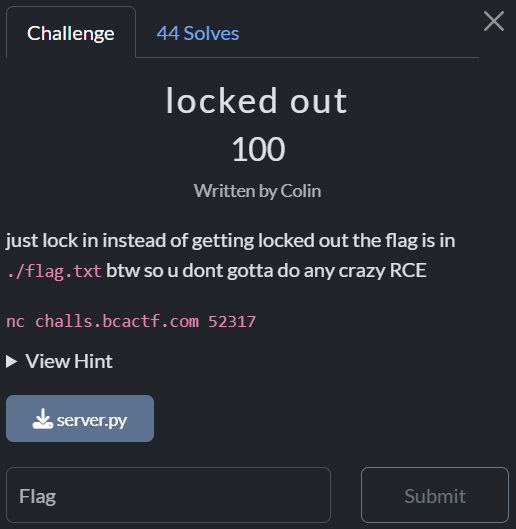 Challenge
44 Solves
locked out
100
Written by Colin
just lock in instead of getting locked out the flag is in
./flag.txt btw so u dont gotta do any crazy RCE
nc challs.bcactf.com 52317
View Hint
server.py
Flag
Submit